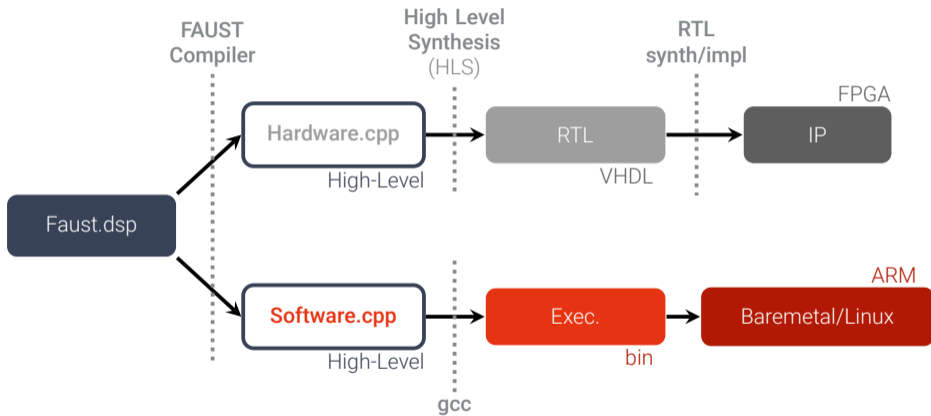 FAUST
Compiler
High Level
Synthesis
(HLS)
RTL
synth/impl
FPGA
Hardware.cpp
RTL
IP
High-Level
VHDL
Faust.dsp
ARM
Software.cpp
Exec.
Baremetal/Linux
High-Level
bin
gcc